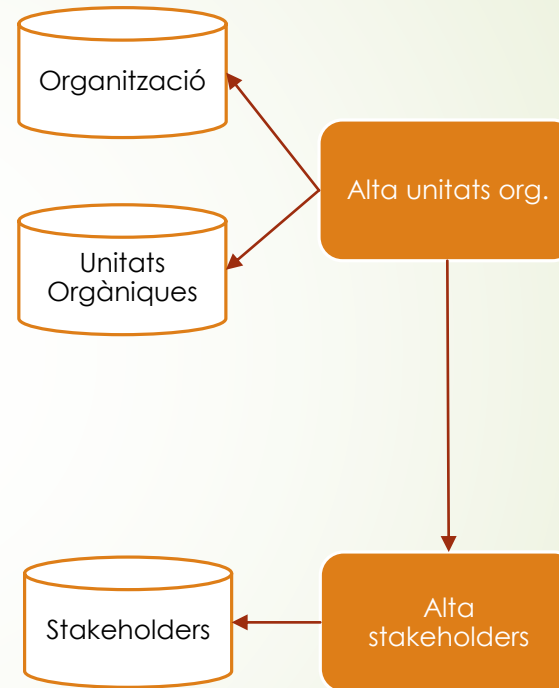 Organització
Alta unitats org.
Unitats
Orgàniques
Stakeholders
Alta
stakeholders